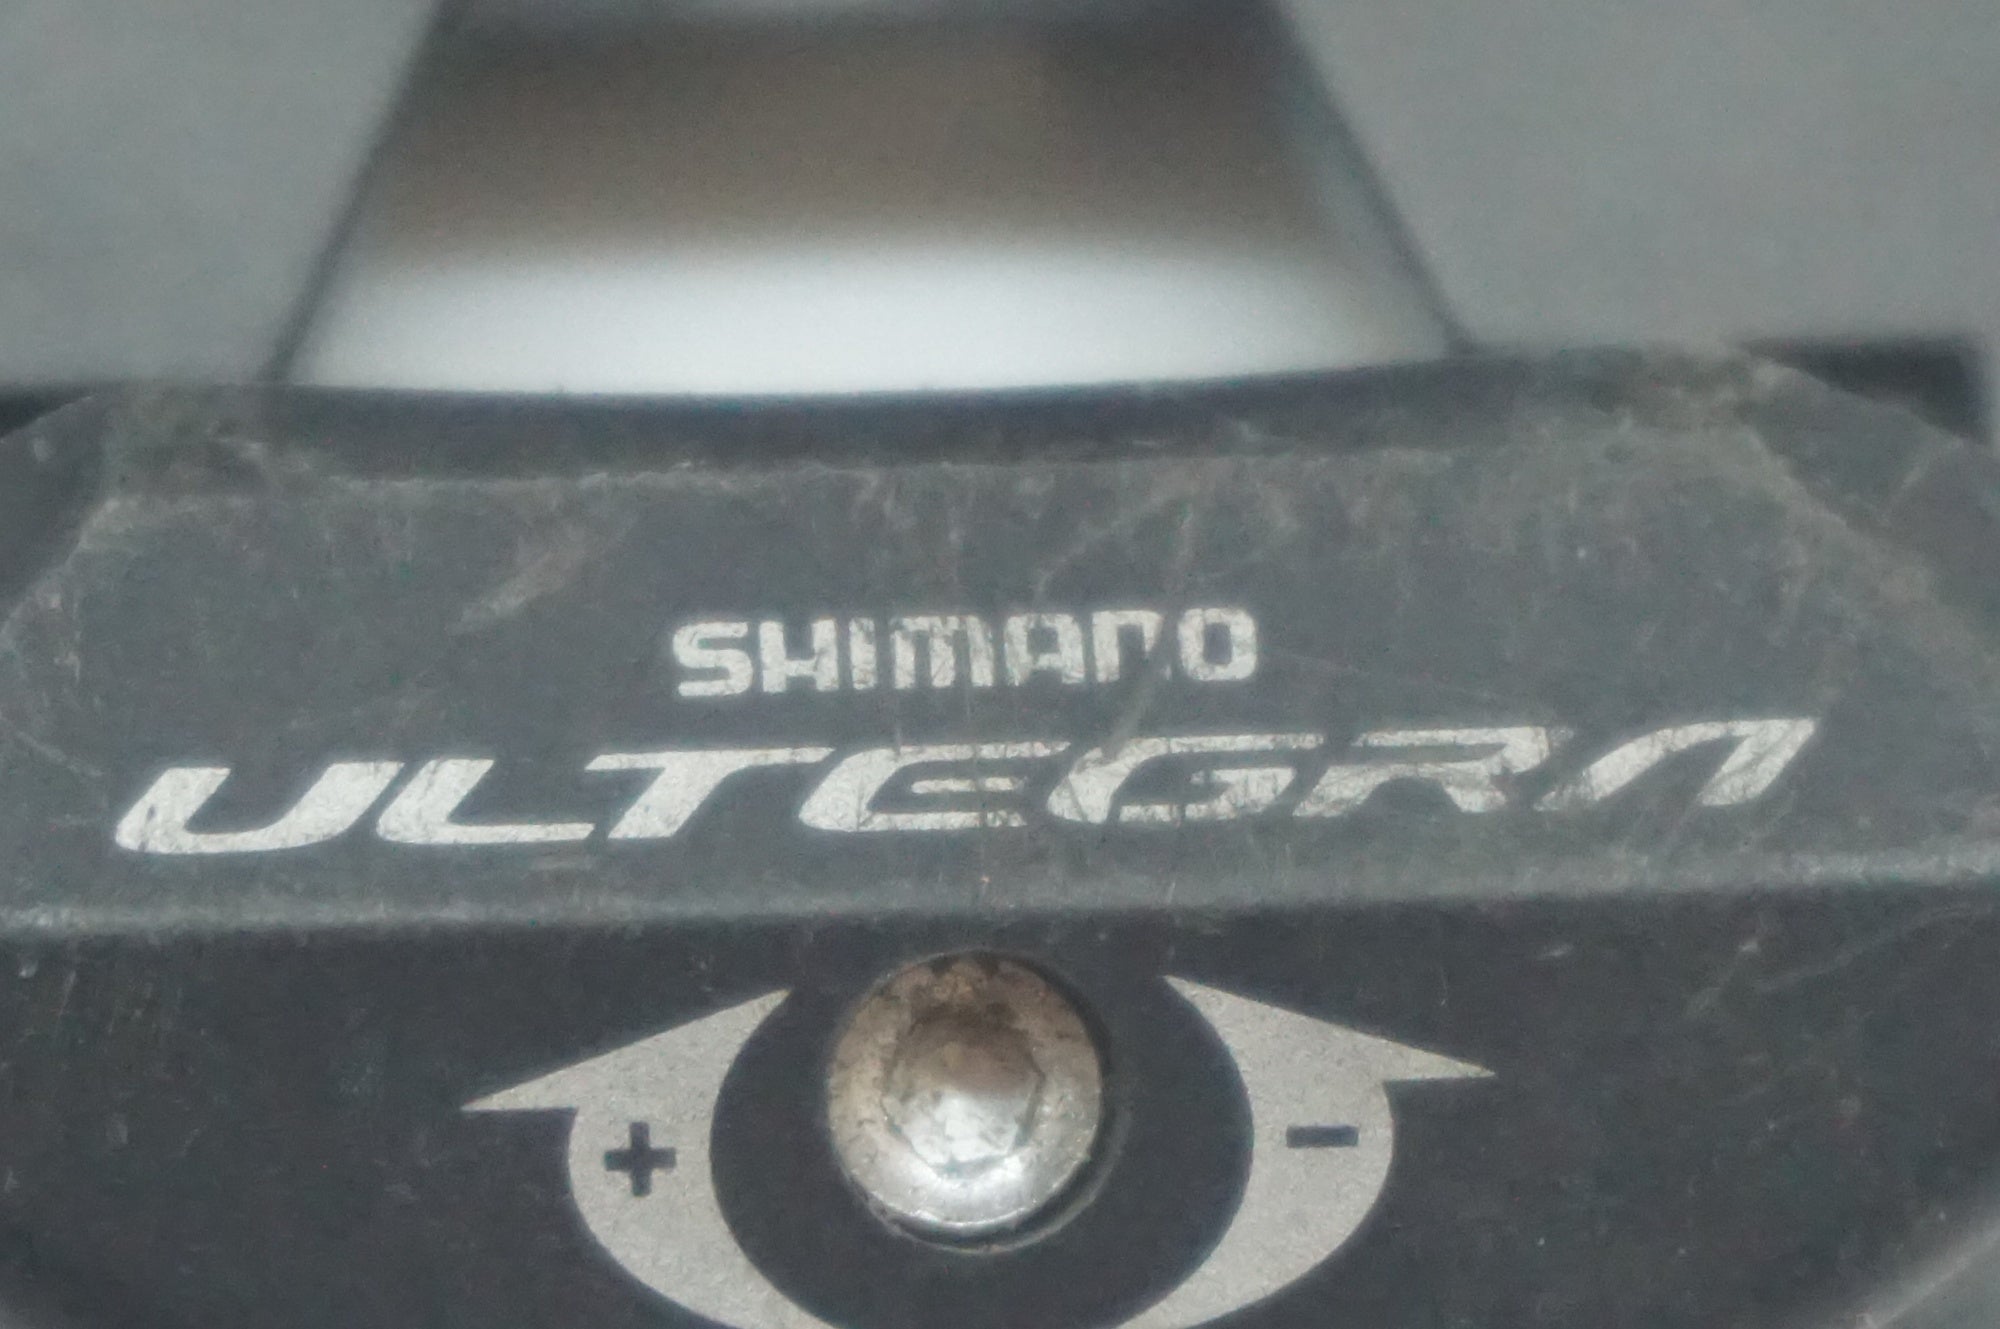 SHIMANO
ULTEGRA
+ -